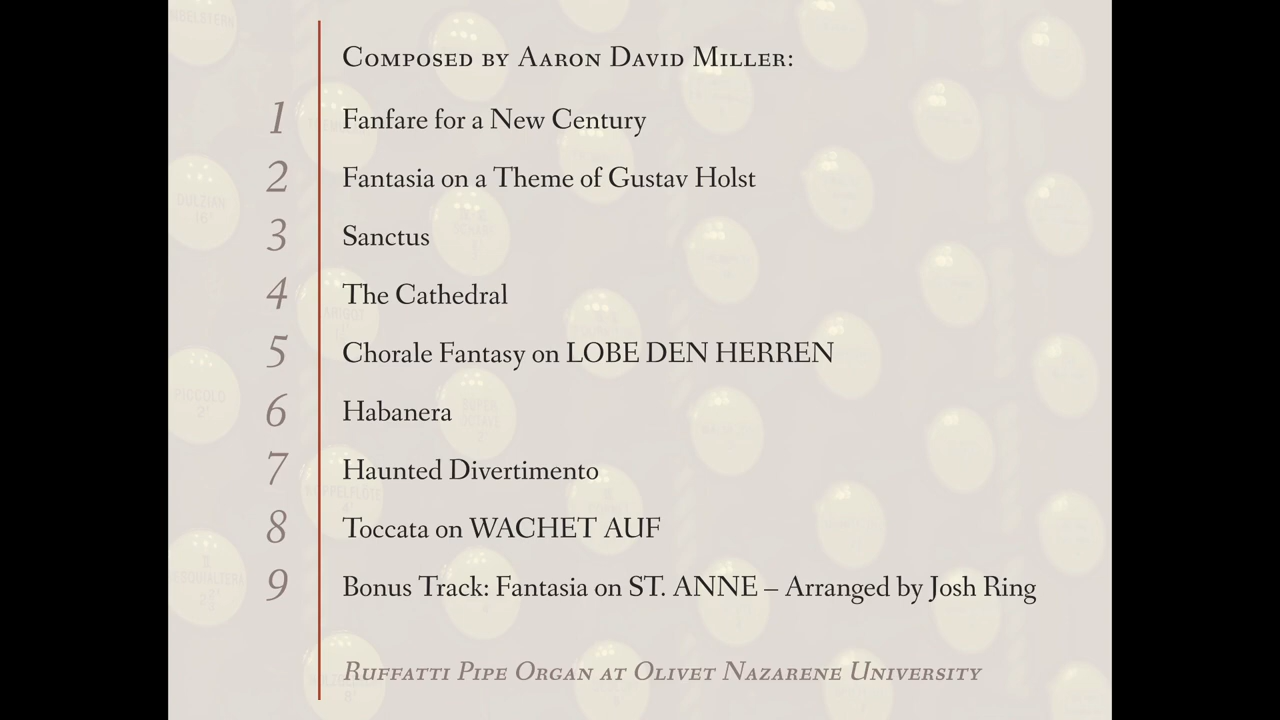 Composed by Aaron David Miller:
1 Fanfare for a New Century
2 Fantasia on a Theme of Gustav Holst
3 Sanctus
4 The Cathedral
5 Chorale Fantasy on LOBE DEN HERREN
6 Habanera
7 Haunted Divertimento
8 Toccata on WACHET AUF
9 Bonus Track: Fantasia on ST. ANNE – Arranged by Josh Ring
Ruffatti Pipe Organ at Olivet Nazarene University